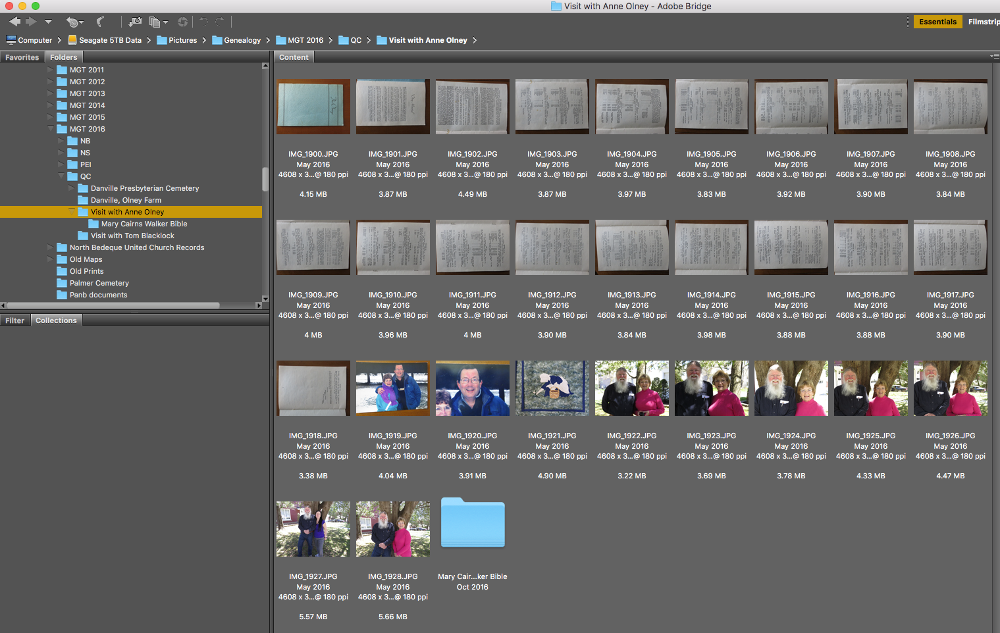 Visit with Anne Olney - Adobe Bridge
Essentials
Filmstrip
Computer
Seagate 5TB Data
Pictures
Genealogy
MGT 2016
QC
Visit with Anne Olney
Favorites
Folders
Content
MGT 2011
MGT 2012
MGT 2013
MGT 2014
MGT 2015
MGT 2016
NB
NS
PEI
QC
Danville Presbyterian Cemetery
Danville, Olney Farm
Visit with Anne Olney
Mary Cairns Walker Bible
Visit with Tom Blacklock
North Bedeque United Church Records
Old Maps
Old Prints
Palmer Cemetery
Panb documents
Filter
Collections
IMG_1900.JPG IMG_1901.JPG IMG_1902.JPG IMG_1903.JPG IMG_1904.JPG IMG_1905.JPG IMG_1906.JPG IMG_1907.JPG IMG_1908.JPG
May 2016 May 2016 May 2016 May 2016 May 2016 May 2016 May 2016 May 2016 May 2016
4608 x 3...@ 180 ppi 4608 x 3...@ 180 ppi 4608 x 3...@ 180 ppi 4608 x 3...@ 180 ppi 4608 x 3...@ 180 ppi 4608 x 3...@ 180 ppi 4608 x 3...@ 180 ppi 4608 x 3...@ 180 ppi 4608 x 3...@ 180 ppi
4.15 MB 3.87 MB 4.49 MB 3.87 MB 3.97 MB 3.83 MB 3.92 MB 3.90 MB 3.84 MB
IMG_1909.JPG IMG_1910.JPG IMG_1911.JPG IMG_1912.JPG IMG_1913.JPG IMG_1914.JPG IMG_1915.JPG IMG_1916.JPG IMG_1917.JPG
May 2016 May 2016 May 2016 May 2016 May 2016 May 2016 May 2016 May 2016 May 2016
4608 x 3...@ 180 ppi 4608 x 3...@ 180 ppi 4608 x 3...@ 180 ppi 4608 x 3...@ 180 ppi 4608 x 3...@ 180 ppi 4608 x 3...@ 180 ppi 4608 x 3...@ 180 ppi 4608 x 3...@ 180 ppi 4608 x 3...@ 180 ppi
4 MB 3.96 MB 4 MB 3.90 MB 3.84 MB 3.98 MB 3.88 MB 3.88 MB 3.90 MB
IMG_1918.JPG IMG_1919.JPG IMG_1920.JPG IMG_1921.JPG IMG_1922.JPG IMG_1923.JPG IMG_1924.JPG IMG_1925.JPG IMG_1926.JPG
May 2016 May 2016 May 2016 May 2016 May 2016 May 2016 May 2016 May 2016 May 2016
4608 x 3...@ 180 ppi 4608 x 3...@ 180 ppi 4608 x 3...@ 180 ppi 4608 x 3...@ 180 ppi 4608 x 3...@ 180 ppi 4608 x 3...@ 180 ppi 4608 x 3...@ 180 ppi 4608 x 3...@ 180 ppi 4608 x 3...@ 180 ppi
3.38 MB 4.04 MB 3.91 MB 4.90 MB 3.22 MB 3.69 MB 3.78 MB 4.33 MB 4.47 MB
IMG_1927.JPG IMG_1928.JPG Mary Cair...ker Bible
May 2016 May 2016 Oct 2016
4608 x 3...@ 180 ppi 4608 x 3...@ 180 ppi
5.57 MB 5.66 MB